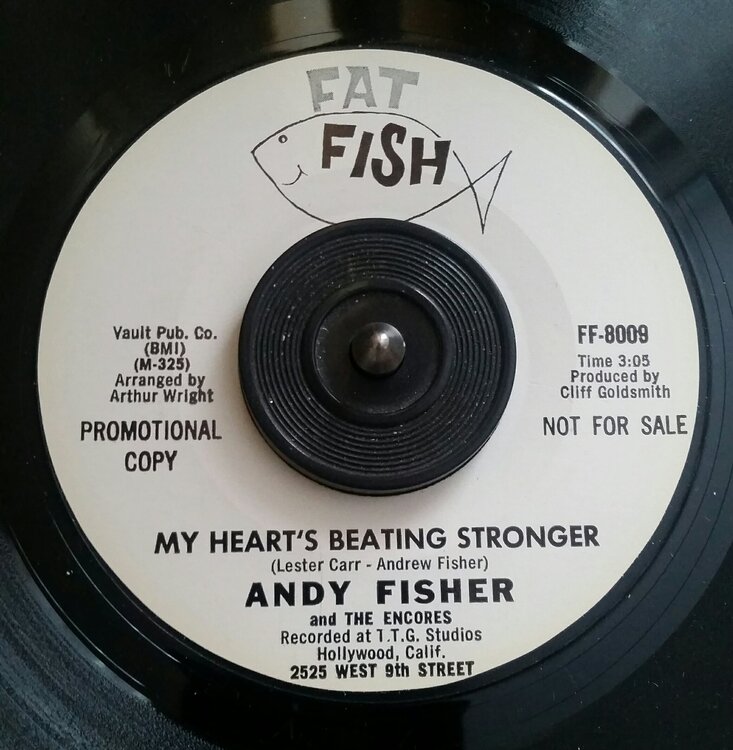 FAT
FISH
Vault Pub. Co.
(BMI)
(M-325)
Arranged by
Arthur Wright
PROMOTIONAL
COPY
FF-8009
Time 3:05
Produced by
Cliff Goldsmith
NOT FOR SALE
MY HEART'S BEATING STRONGER
(Lester Carr - Andrew Fisher)
ANDY FISHER
and THE ENCORES
Recorded at T.T.G. Studios
Hollywood, Calif.
2525 WEST 9th STREET